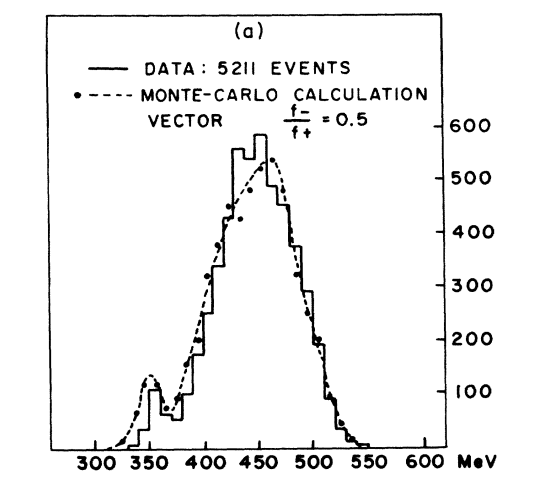 (a)
DATA: 5211 EVENTS
MONTE-CARLO CALCULATION
VECTOR f-/f+ = 0.5
600
500
400
300
200
100
300 350 400 450 500 550 600 MeV